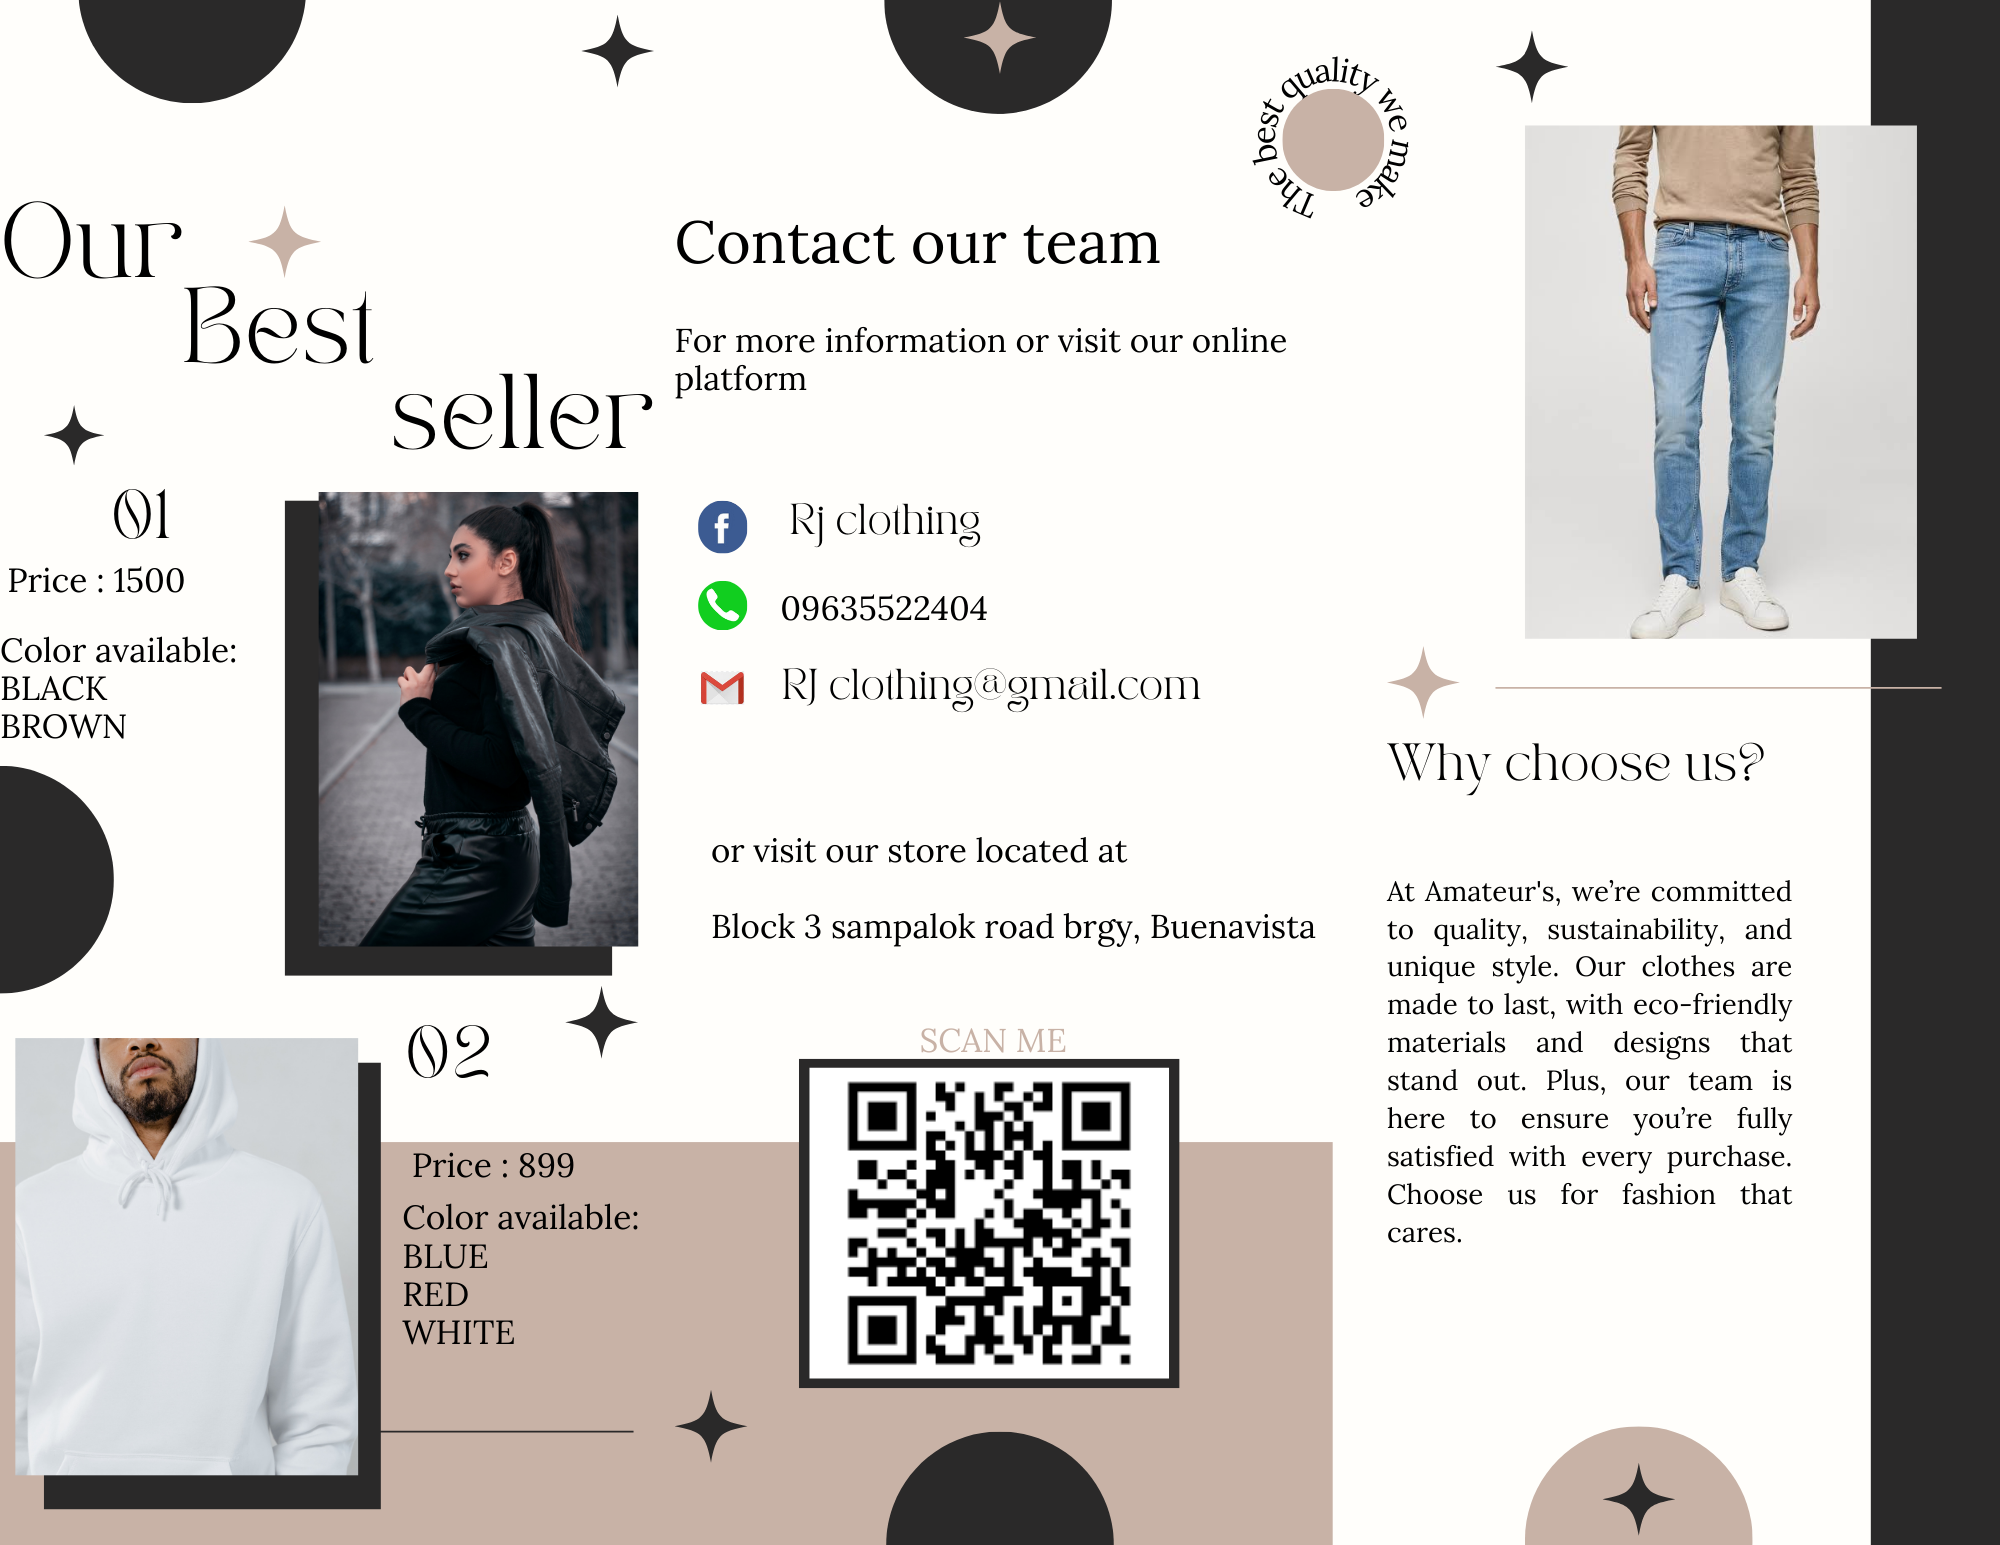 Our
Best
seller
01
Price : 1500
Color available:
BLACK
BROWN
02
Price : 899
Color available:
BLUE
RED
WHITE
Contact our team
For more information or visit our online
platform
Rj clothing
09635522404
RJ clothing@gmail.com
or visit our store located at
Block 3 sampalok road brgy, Buenavista
SCAN ME
The best quality we make
Why choose us?
At Amateur's, we’re committed
to quality, sustainability, and
unique style. Our clothes are
made to last, with eco-friendly
materials and designs that
stand out. Plus, our team is
here to ensure you’re fully
satisfied with every purchase.
Choose us for fashion that
cares.